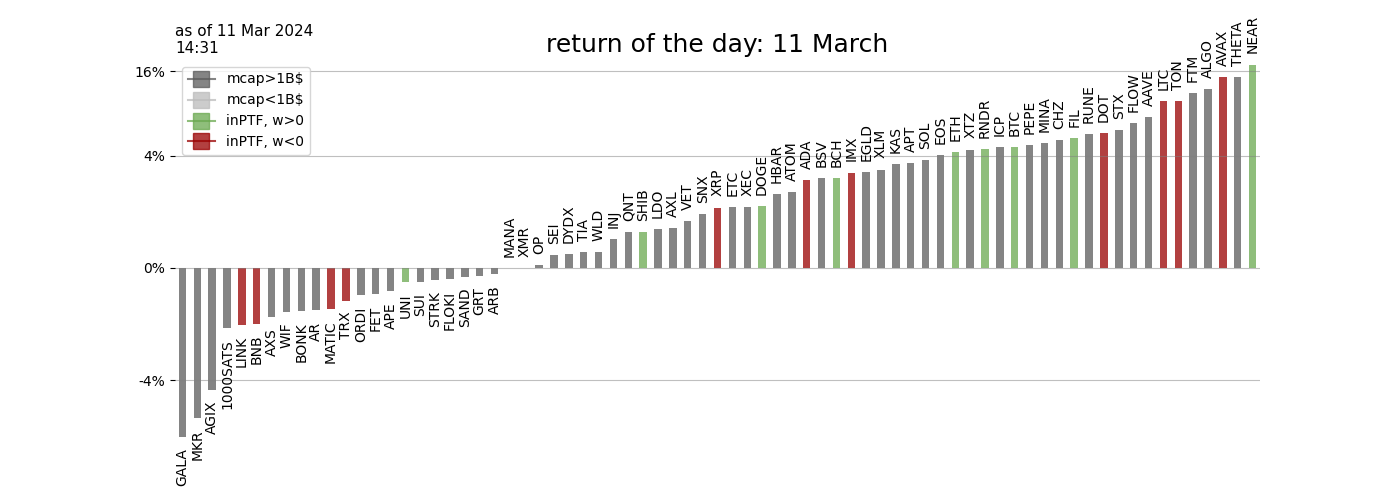 as of 11 Mar 2024
14:31
return of the day: 11 March
mcap>1B$
mcap<1B$
inPTF, w>0
inPTF, w<0
16%
4%
0%
-4%
GALA
MKR
AGIX
1000SATS
LINK
BNB
AXS
WIF
BONK
AR
MATIC
TRX
ORDI
FET
APE
UNI
SUI
STRK
FLOKI
SAND
GRT
ARB
MANA
XMR
OP
SEI
DYDX
TIA
WLD
INJ
QNT
SHIB
LDO
AXL
VET
SNX
XRP
ETC
XEC
DOGE
HBAR
ATOM
ADA
BSV
BCH
IMX
EGLD
XLM
KAS
APT
SOL
EOS
ETH
XTZ
RNDR
ICP
BTC
PEPE
MINA
CHZ
FIL
RUNE
DOT
STX
FLOW
AAVE
LTC
TON
FTM
ALGO
AVAX
THETA
NEAR